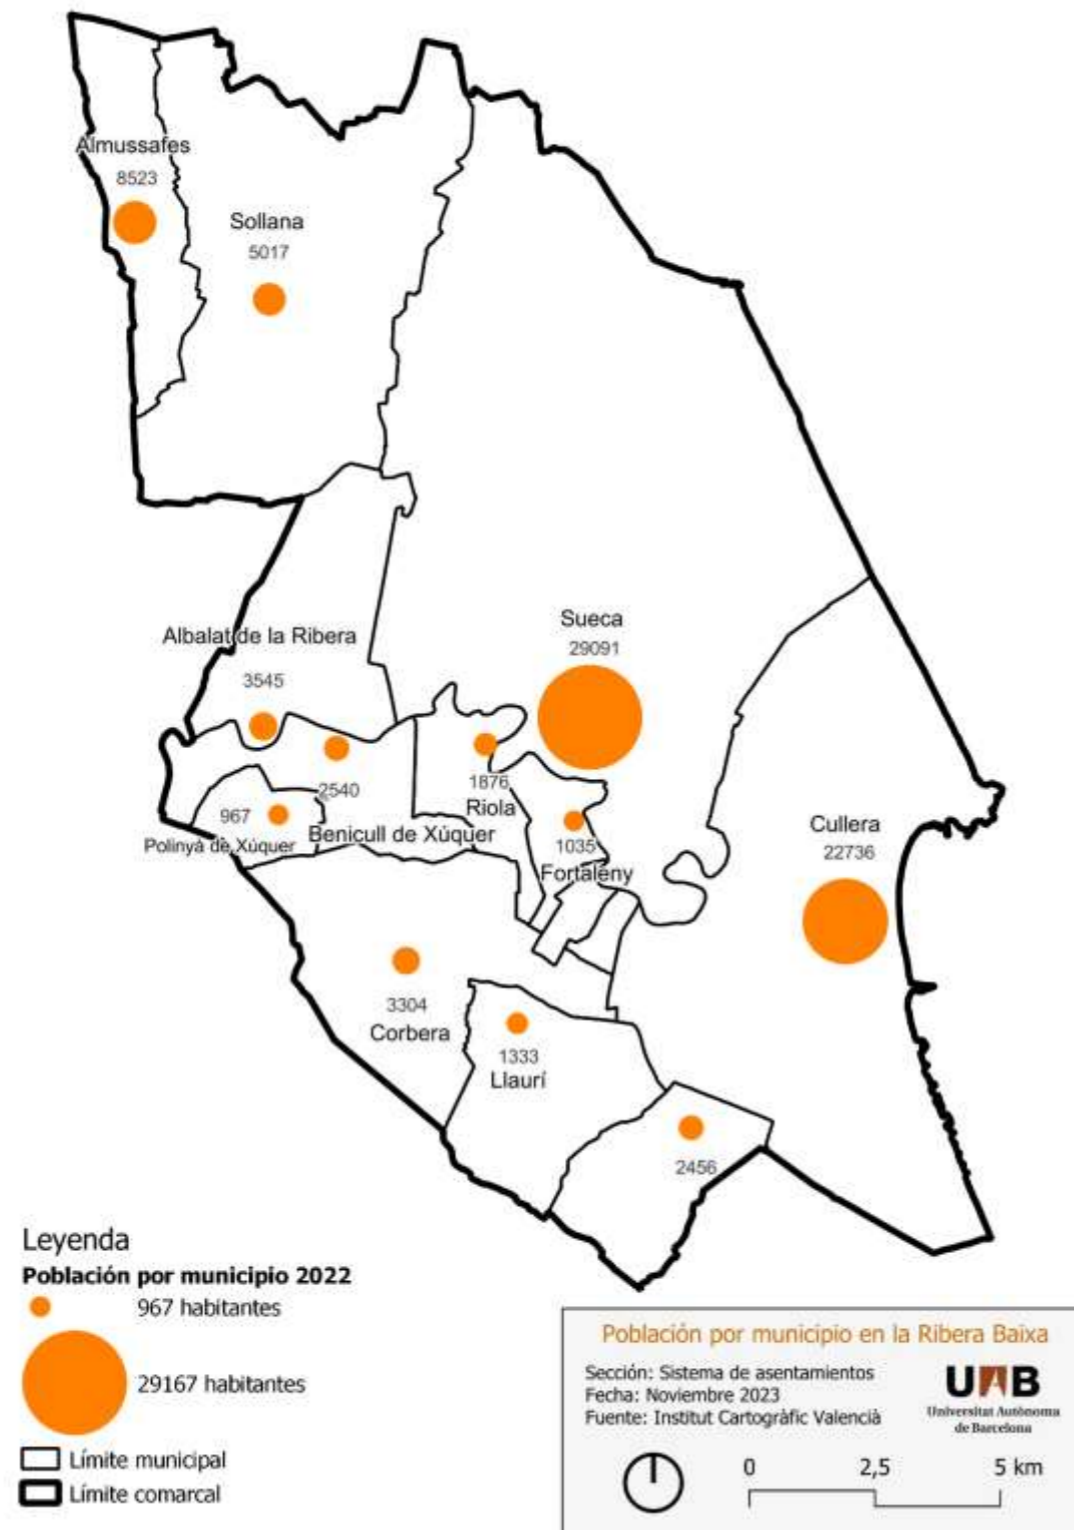 Almussafes
8523
Sollana
5017
Sueca
29091
Albalat de la Ribera
3545
2540
1876
Riola
967
Benicull de Xúquer
Polinyà de Xúquer
1035
Fortaleny
Cullera
22736
3304
Corbera
1333
Llaurí
2456
Leyenda
Población por municipio 2022
967 habitantes
29167 habitantes
Límite municipal
Límite comarcal
Población por municipio en la Ribera Baixa
Sección: Sistema de asentamientos
Fecha: Noviembre 2023
Fuente: Institut Cartogràfic Valencià
UAB
Universitat Autònoma
de Barcelona
0 2,5 5 km